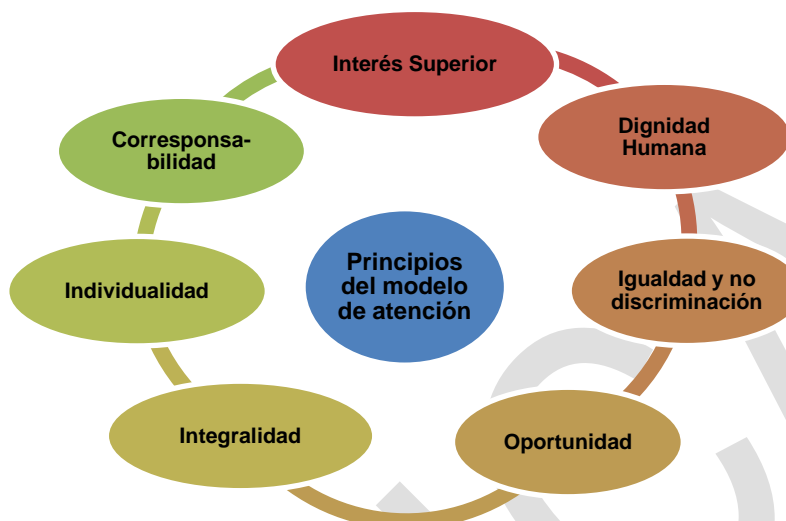 Interés Superior
Dignidad
Humana
Igualdad y no
discriminación
Oportunidad
Integralidad
Individualidad
Corresponsa-
bilidad
Principios
del modelo
de atención